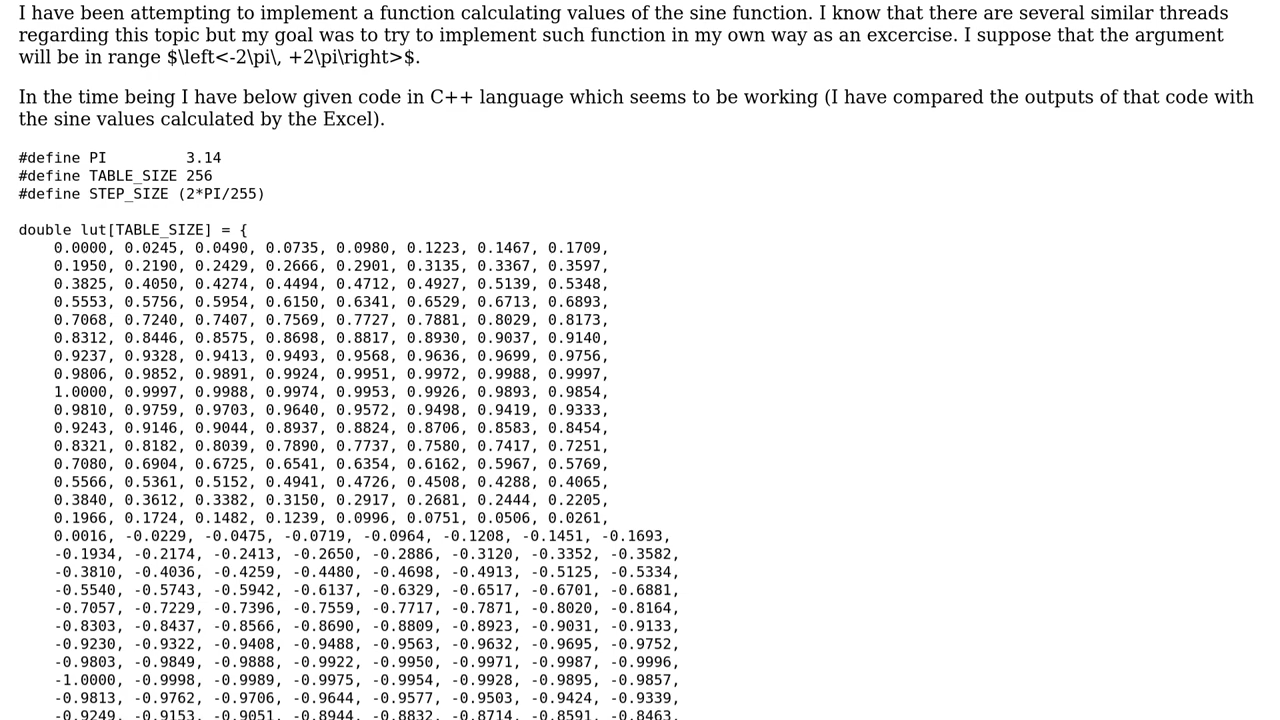 I have been attempting to implement a function calculating values of the sine function. I know that there are several similar threads
regarding this topic but my goal was to try to implement such function in my own way as an excercise. I suppose that the argument
will be in range $\left<-2\pi\, +2\pi\right>$.
In the time being I have below given code in C++ language which seems to be working (I have compared the outputs of that code with
the sine values calculated by the Excel).
#define PI         3.14
#define TABLE_SIZE 256
#define STEP_SIZE (2*PI/255)
double lut[TABLE_SIZE] = {
    0.0000, 0.0245, 0.0490, 0.0735, 0.0980, 0.1223, 0.1467, 0.1709,
    0.1950, 0.2190, 0.2429, 0.2666, 0.2901, 0.3135, 0.3367, 0.3597,
    0.3825, 0.4050, 0.4274, 0.4494, 0.4712, 0.4927, 0.5139, 0.5348,
    0.5553, 0.5756, 0.5954, 0.6150, 0.6341, 0.6529, 0.6713, 0.6893,
    0.7068, 0.7240, 0.7407, 0.7569, 0.7727, 0.7881, 0.8029, 0.8173,
    0.8312, 0.8446, 0.8575, 0.8698, 0.8817, 0.8930, 0.9037, 0.9140,
    0.9237, 0.9328, 0.9413, 0.9493, 0.9568, 0.9636, 0.9699, 0.9756,
    0.9806, 0.9852, 0.9891, 0.9924, 0.9951, 0.9972, 0.9988, 0.9997,
    1.0000, 0.9997, 0.9988, 0.9974, 0.9953, 0.9926, 0.9893, 0.9854,
    0.9810, 0.9759, 0.9703, 0.9640, 0.9572, 0.9498, 0.9419, 0.9333,
    0.9243, 0.9146, 0.9044, 0.8937, 0.8824, 0.8706, 0.8583, 0.8454,
    0.8321, 0.8182, 0.8039, 0.7890, 0.7737, 0.7580, 0.7417, 0.7251,
    0.7080, 0.6904, 0.6725, 0.6541, 0.6354, 0.6162, 0.5967, 0.5769,
    0.5566, 0.5361, 0.5152, 0.4941, 0.4726, 0.4508, 0.4288, 0.4065,
    0.3840, 0.3612, 0.3382, 0.3150, 0.2917, 0.2681, 0.2444, 0.2205,
    0.1966, 0.1724, 0.1482, 0.1239, 0.0996, 0.0751, 0.0506, 0.0261,
    0.0016, -0.0229, -0.0475, -0.0719, -0.0964, -0.1208, -0.1451, -0.1693,
    -0.1934, -0.2174, -0.2413, -0.2650, -0.2886, -0.3120, -0.3352, -0.3582,
    -0.3810, -0.4036, -0.4259, -0.4480, -0.4698, -0.4913, -0.5125, -0.5334,
    -0.5540, -0.5743, -0.5942, -0.6137, -0.6329, -0.6517, -0.6701, -0.6881,
    -0.7057, -0.7229, -0.7396, -0.7559, -0.7717, -0.7871, -0.8020, -0.8164,
    -0.8303, -0.8437, -0.8566, -0.8690, -0.8809, -0.8923, -0.9031, -0.9133,
    -0.9230, -0.9322, -0.9408, -0.9488, -0.9563, -0.9632, -0.9695, -0.9752,
    -0.9803, -0.9849, -0.9888, -0.9922, -0.9950, -0.9971, -0.9987, -0.9996,
    -1.0000, -0.9998, -0.9989, -0.9975, -0.9954, -0.9928, -0.9895, -0.9857,
    -0.9813, -0.9762, -0.9706, -0.9644, -0.9577, -0.9503, -0.9424, -0.9339,
    -0.9249, -0.9153, -0.9051, -0.8944, -0.8832, -0.8714, -0.8591, -0.8463,